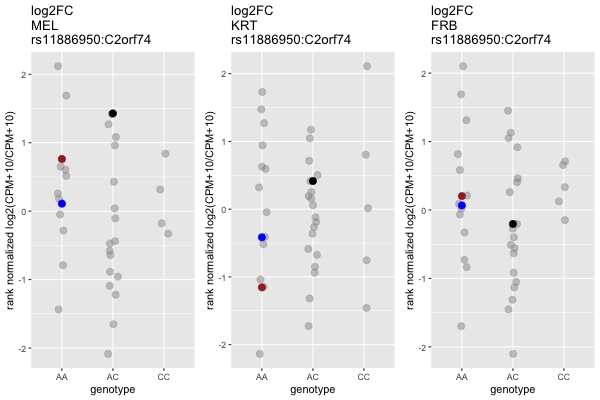 log2FC
MEL
rs11886950:C2orf74
rank normalized log2(CPM+10/CPM+10)
2
1
0
-1
-2
AA
AC
CC
genotype
log2FC
KRT
rs11886950:C2orf74
rank normalized log2(CPM+10/CPM+10)
2
1
0
-1
-2
AA
AC
CC
genotype
log2FC
FRB
rs11886950:C2orf74
rank normalized log2(CPM+10/CPM+10)
2
1
0
-1
-2
AA
AC
CC
genotype